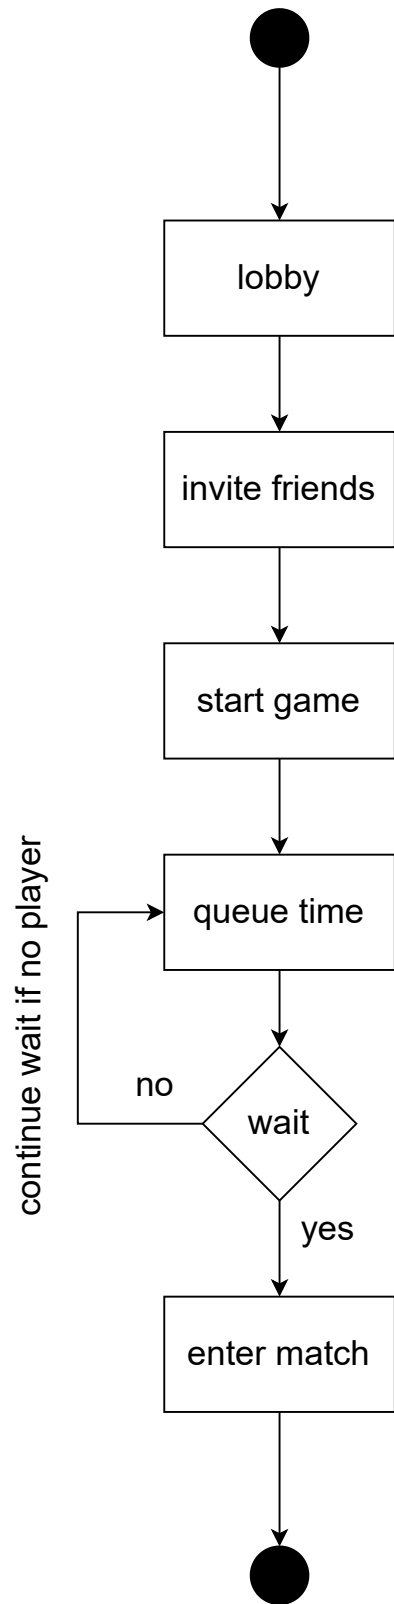 lobby
invite friends
start game
queue time
continue wait if no player
no
wait
yes
enter match